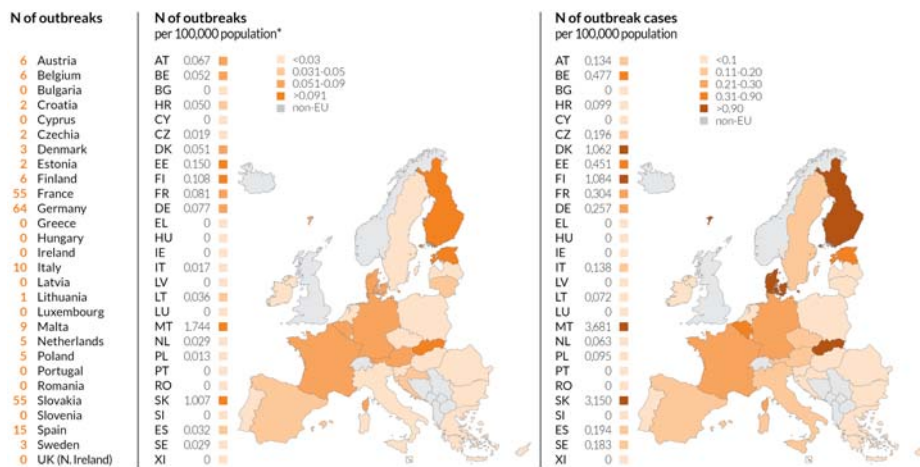 N of outbreaks
6 Austria
6 Belgium
0 Bulgaria
2 Croatia
0 Cyprus
2 Czechia
3 Denmark
2 Estonia
6 Finland
55 France
64 Germany
0 Greece
0 Hungary
0 Ireland
10 Italy
0 Latvia
1 Lithuania
0 Luxembourg
9 Malta
5 Netherlands
5 Poland
0 Portugal
0 Romania
55 Slovakia
0 Slovenia
15 Spain
3 Sweden
0 UK (N. Ireland)
N of outbreaks
per 100,000 population*
AT 0.067
BE 0.052
BG 0
HR 0.050
CY 0
CZ 0.019
DK 0.051
EE 0.150
FI 0.108
FR 0.081
DE 0.077
EL 0
HU 0
IE 0
IT 0.017
LV 0
LT 0.036
LU 0
MT 1.744
NL 0.029
PL 0.013
PT 0
RO 0
SK 1.007
SI 0
ES 0.032
SE 0.029
XI 0
<0.03
0.031-0.05
0.051-0.09
>0.091
non-EU
N of outbreak cases
per 100,000 population
AT 0,134
BE 0,477
BG 0
HR 0,099
CY 0
CZ 0,196
DK 1,062
EE 0,451
FI 1,084
FR 0,304
DE 0,257
EL 0
HU 0
IE 0
IT 0,138
LV 0
LT 0,072
LU 0
MT 3,681
NL 0,063
PL 0,095
PT 0
RO 0
SK 3,150
SI 0
ES 0,194
SE 0,183
XI 0
<0.1
0.11-0.20
0.21-0.30
0.31-0.90
>0.90
non-EU